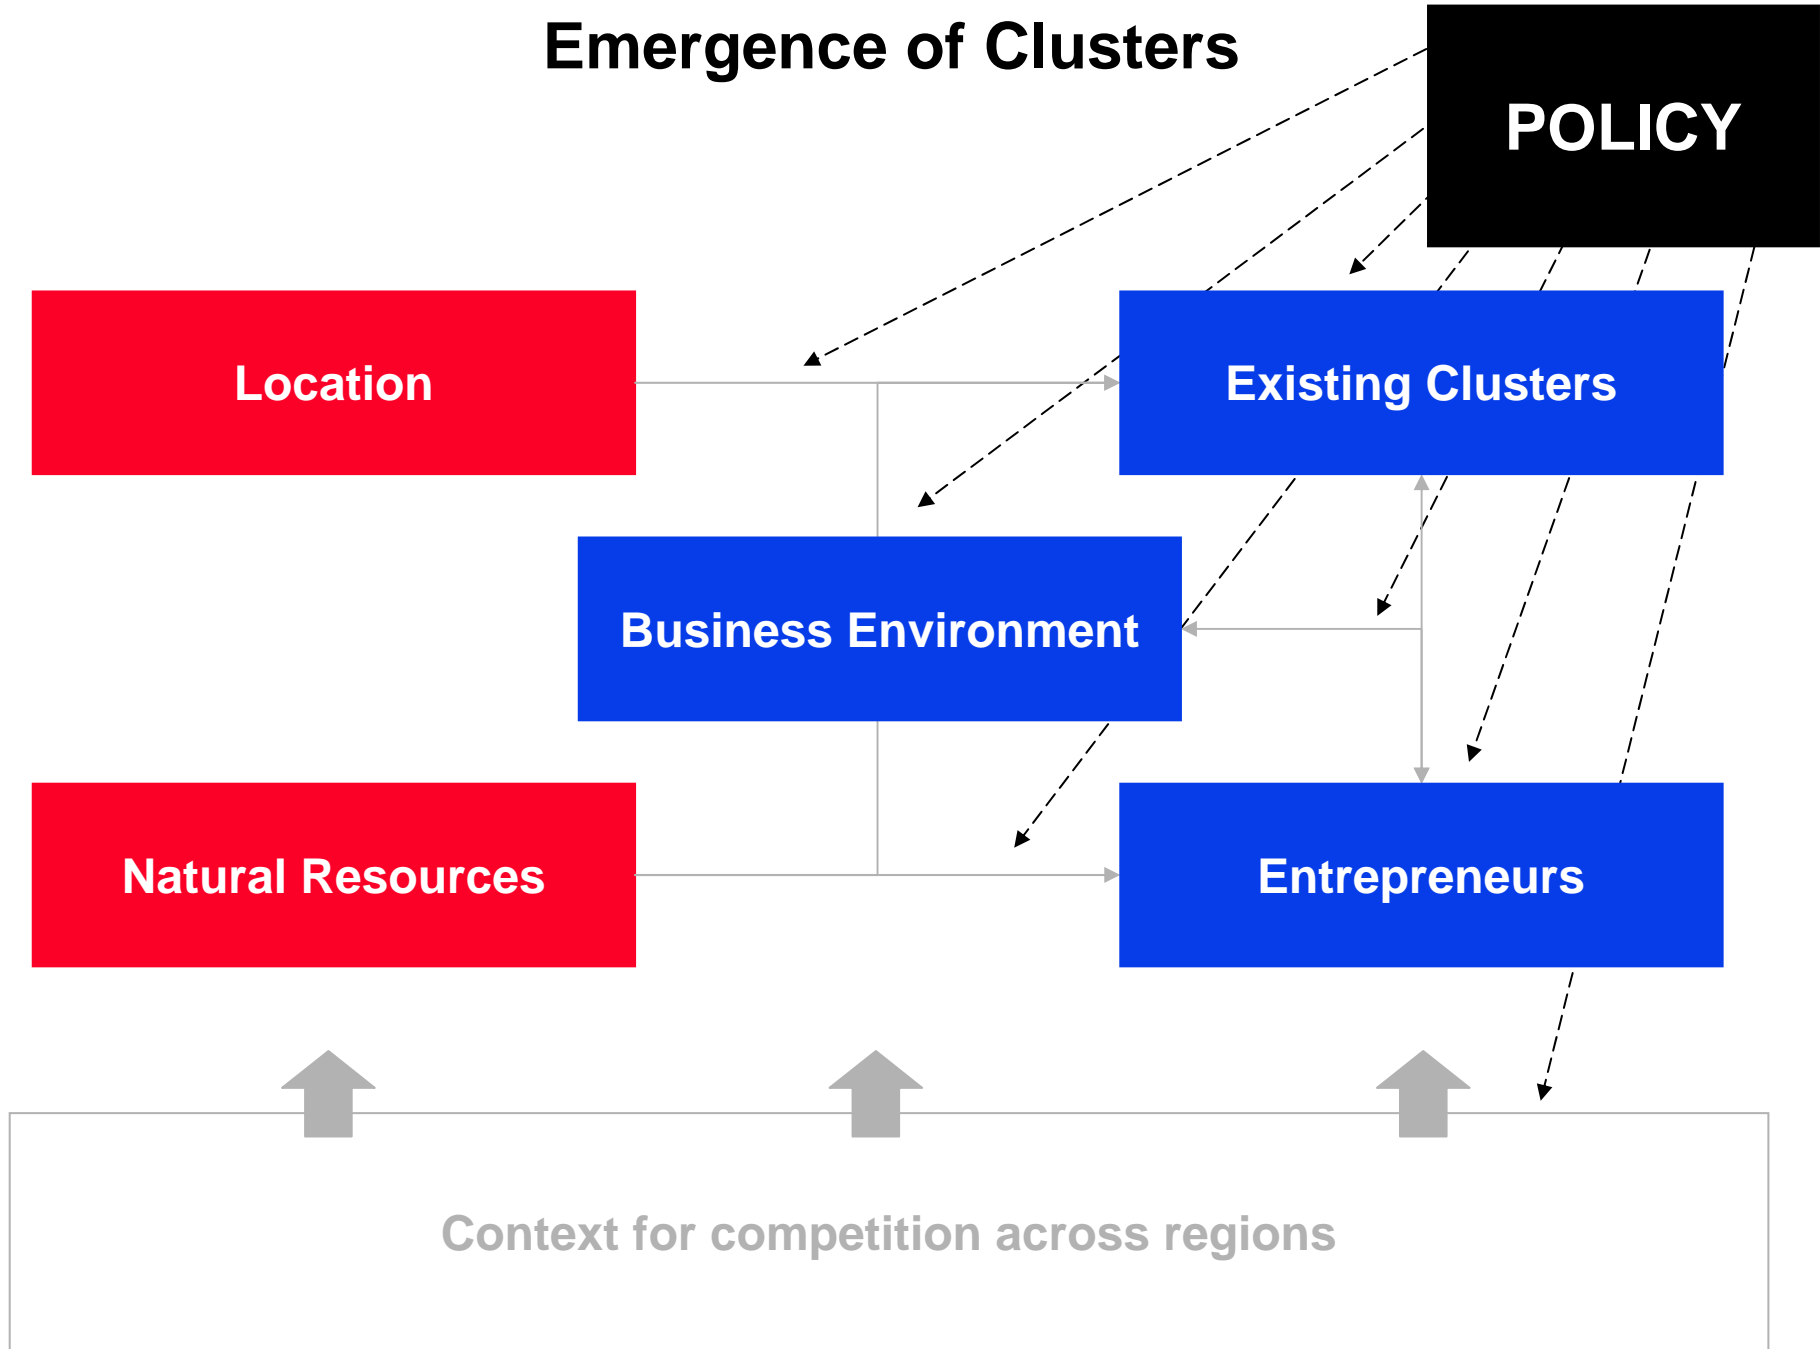 Emergence of Clusters
POLICY
Location
Existing Clusters
Business Environment
Natural Resources
Entrepreneurs
Context for competition across regions